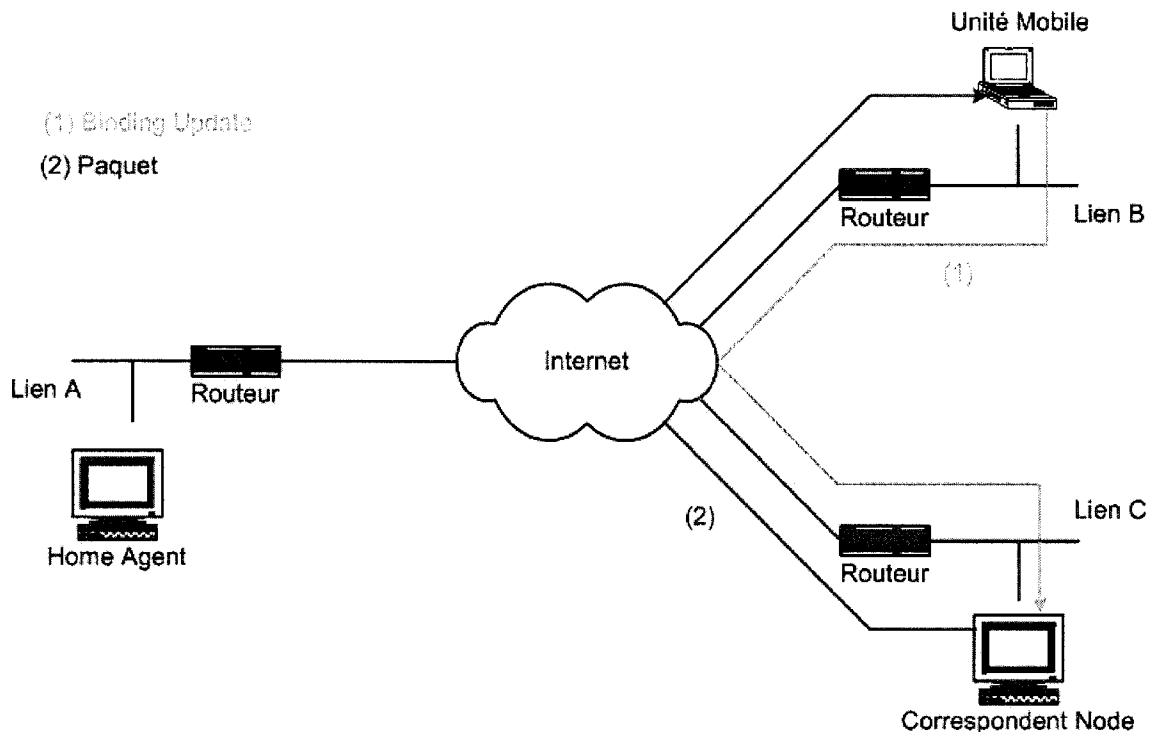 Unité Mobile
(1) Binding Update
(2) Paquet
Routeur
Lien B
(1)
Internet
Lien A
Routeur
Home Agent
(2)
Lien C
Routeur
Correspondent Node